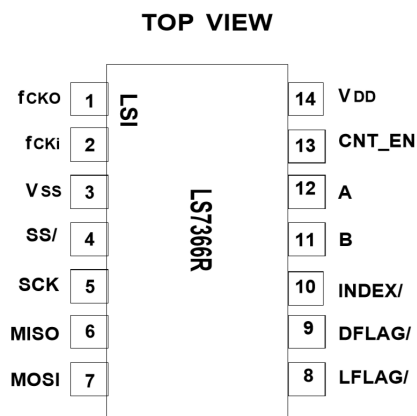 TOP VIEW
fCKO 1
fCKi 2
VSS 3
SS/ 4
SCK 5
MISO 6
MOSI 7
LSI
LS7366R
14 VDD
13 CNT_EN
12 A
11 B
10 INDEX/
9 DFLAG/
8 LFLAG/